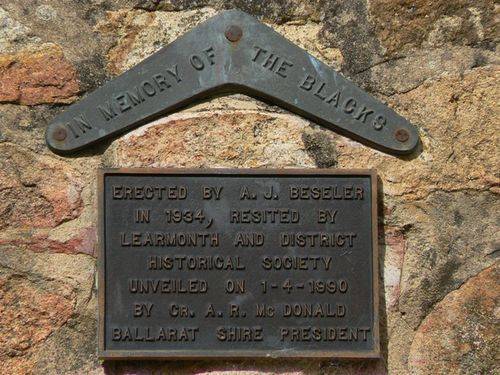 IN MEMORY OF THE BLACKS
ERECTED BY A. J. BESELER
IN 1934, RESITED BY
LEARMONTH AND DISTRICT
HISTORICAL SOCIETY
UNVEILED ON 1-4-1990
BY CR. A. R. Mc DONALD
BALLARAT SHIRE PRESIDENT